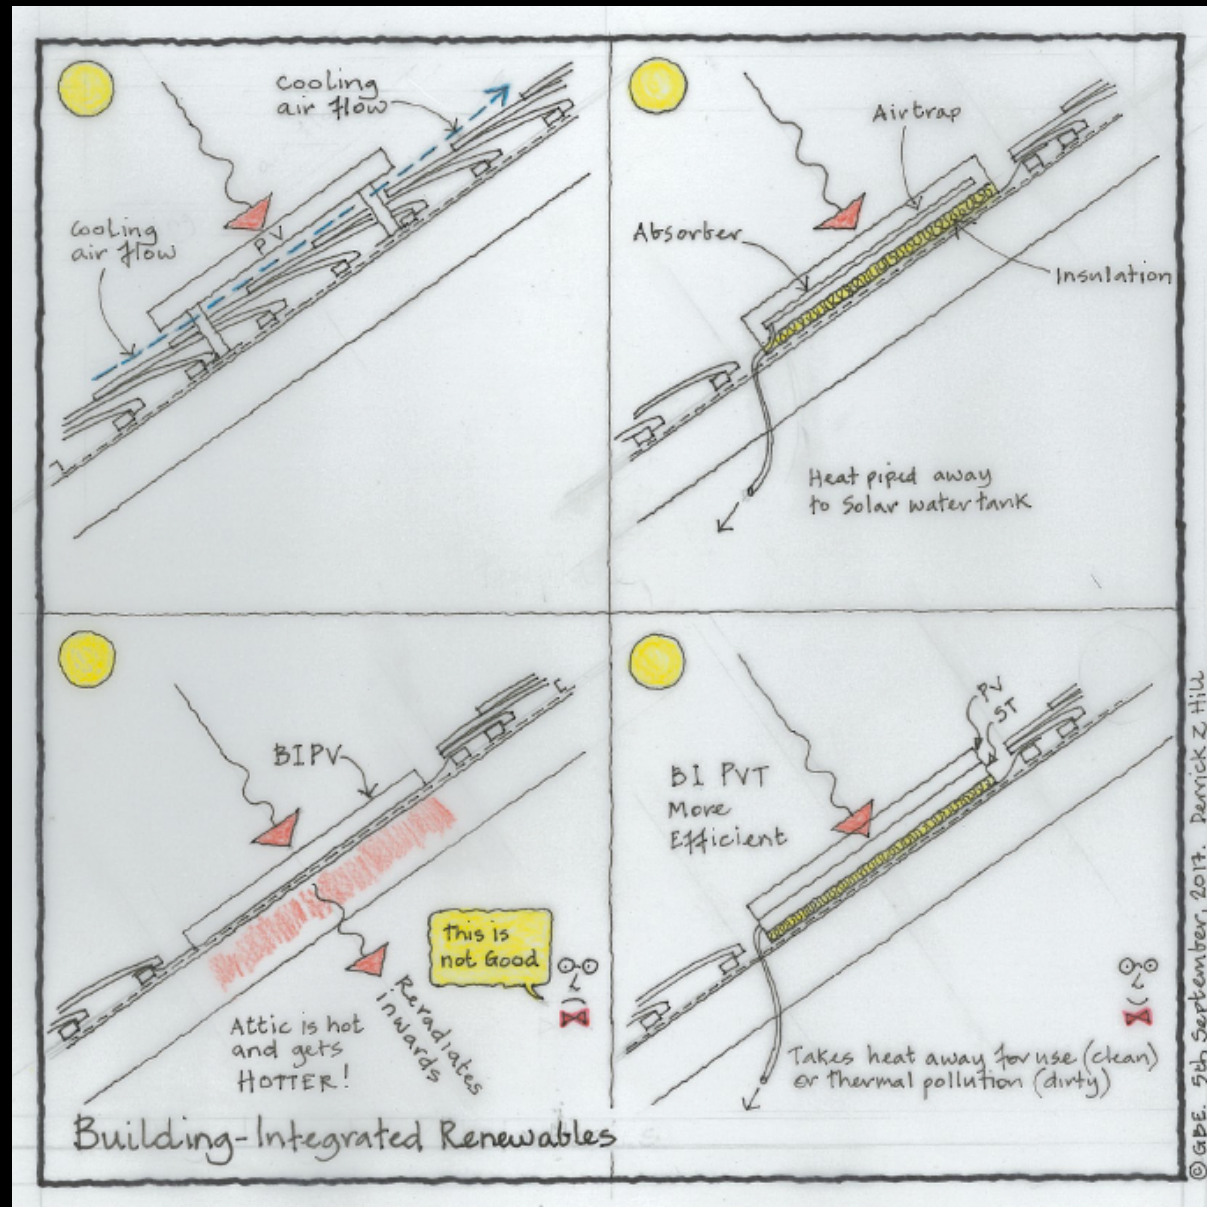 Cooling
air flow
PV
Cooling
air flow
Airtrap
Absorber
Insulation
Heat piped away
to Solar water tank
BIPV
This is
not Good
Reradiates
inwards
Attic is hot
and gets
HOTTER!
PV
ST
BI PVT
More
Efficient
Takes heat away for use (clean)
or thermal pollution (dirty)
Building-Integrated Renewables
© GBE. 5th September, 2017. Derrick Z Hill